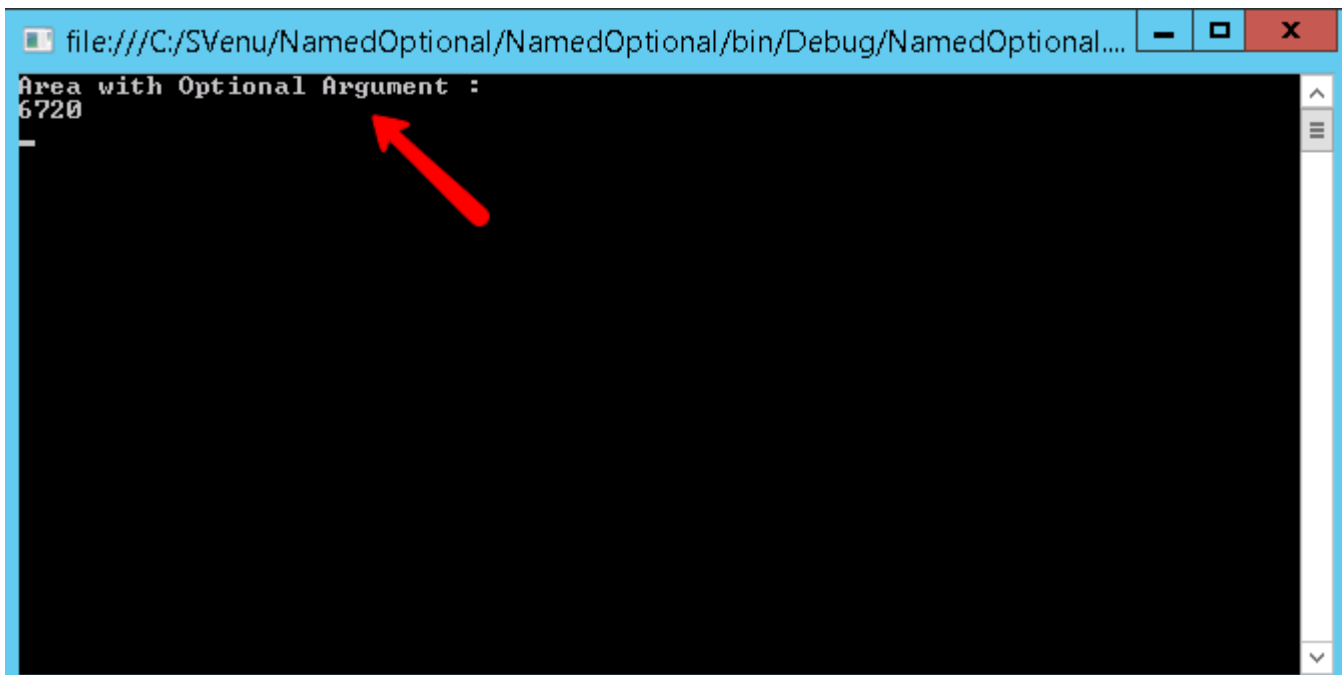 file:///C:/SVenu/NamedOptional/NamedOptional/bin/Debug/NamedOptional....
Area with Optional Argument :
6720